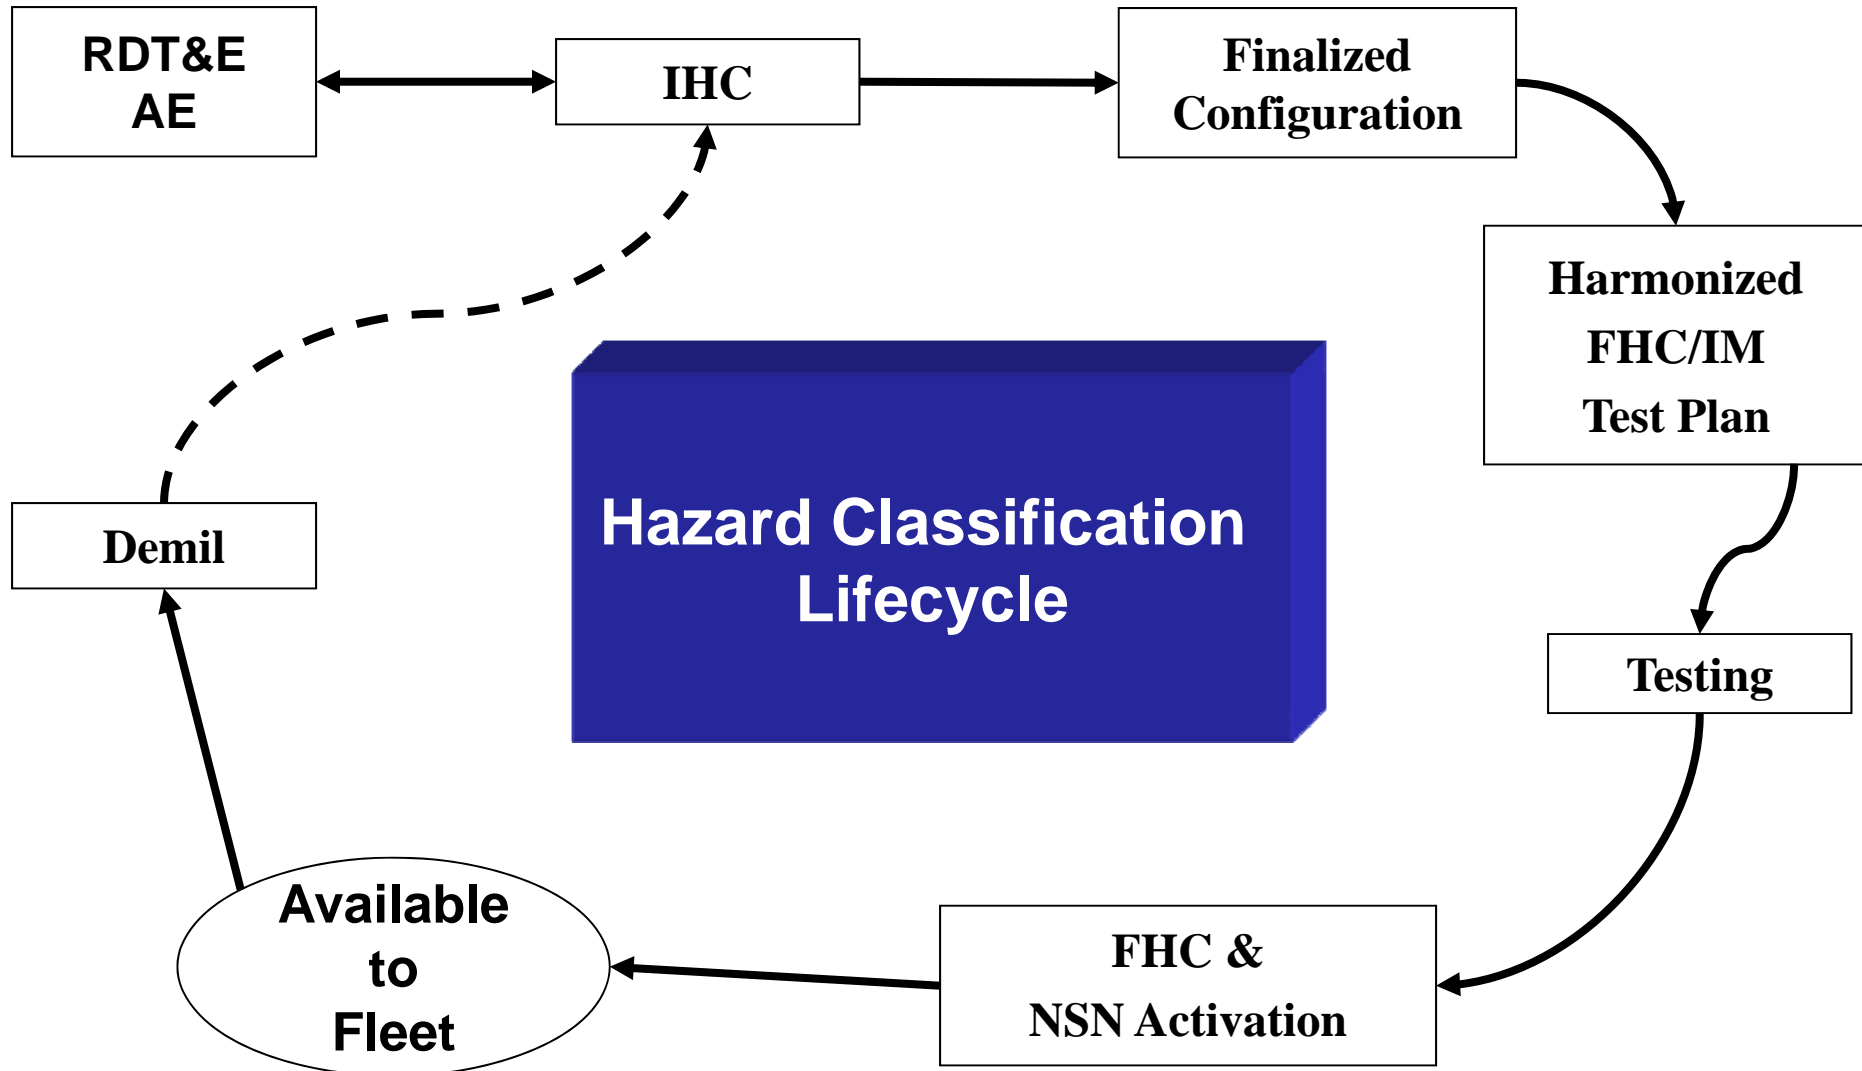 RDT&E
AE
IHC
Finalized
Configuration
Harmonized
FHC/IM
Test Plan
Hazard Classification
Lifecycle
Demil
Testing
Available
to
Fleet
FHC &
NSN Activation